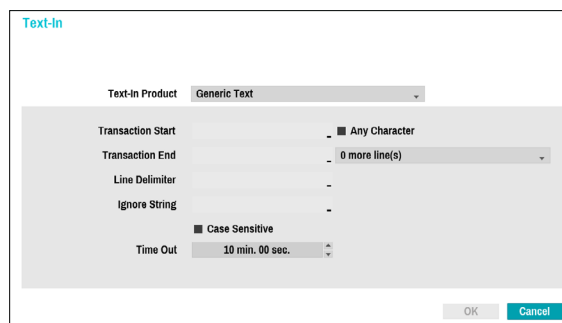 Text-In
Text-In Product Generic Text
Transaction Start Any Character
Transaction End 0 more line(s)
Line Delimiter
Ignore String
Case Sensitive
Time Out 10 min. 00 sec.
OK Cancel